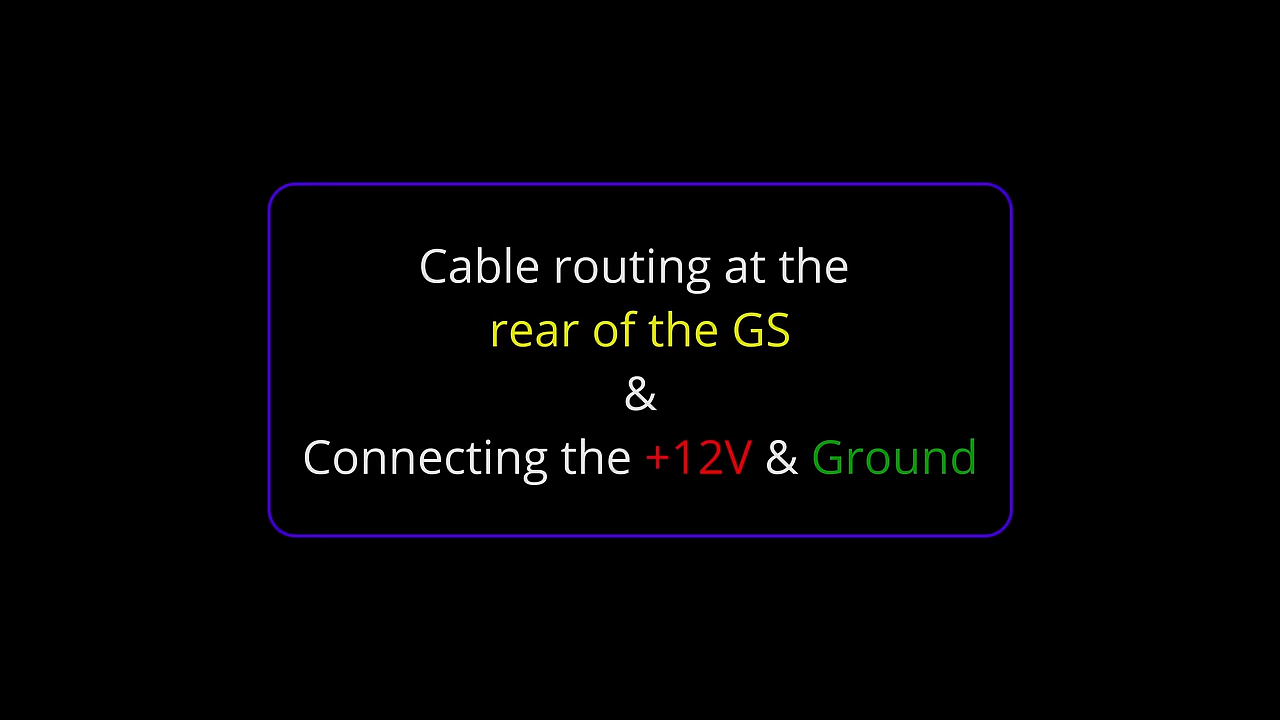 Cable routing at the
rear of the GS
&
Connecting the +12V & Ground